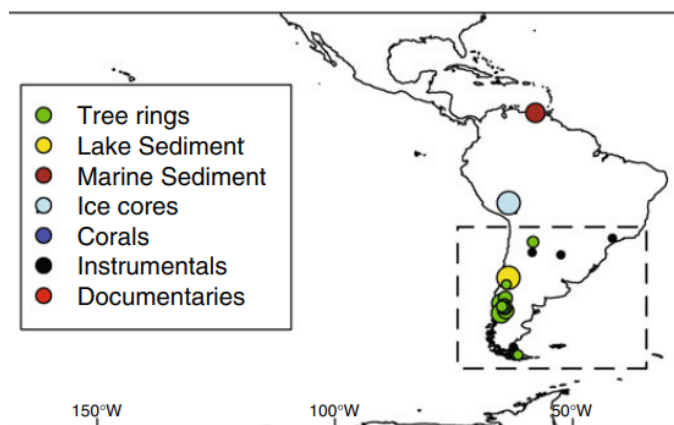 Tree rings
Lake Sediment
Marine Sediment
Ice cores
Corals
Instrumentals
Documentaries
150°W 100°W 50°W